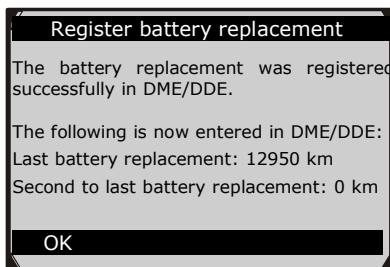 Register battery replacement
The battery replacement was registered
successfully in DME/DDE.
The following is now entered in DME/DDE:
Last battery replacement: 12950 km
Second to last battery replacement: 0 km
OK